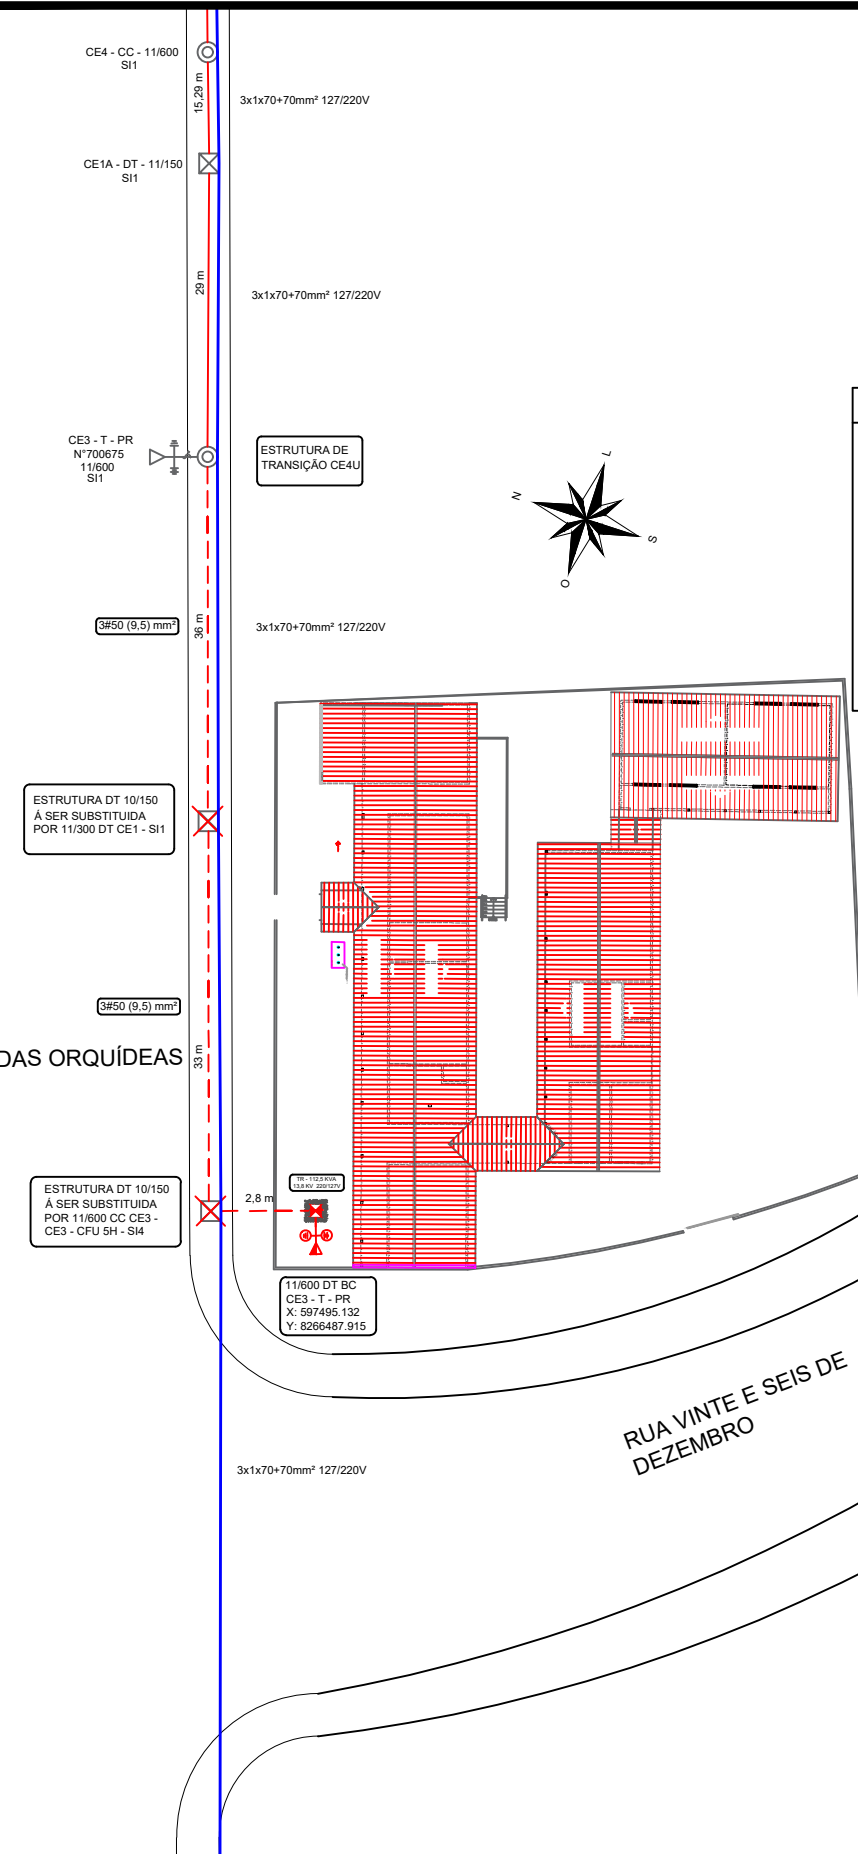 CE4 - CC - 11/600
SI1
15,29 m
3x1x70+70mm² 127/220V
CE1A - DT - 11/150
SI1
29 m
3x1x70+70mm² 127/220V
CE3 - T - PR
N°700675
11/600
SI1
ESTRUTURA DE
TRANSIÇÃO CE4U
L
N
S
O
3#50 (9,5) mm²
36 m
3x1x70+70mm² 127/220V
ESTRUTURA DT 10/150
Á SER SUBSTITUIDA
POR 11/300 DT CE1 - SI1
3#50 (9,5) mm²
DAS ORQUÍDEAS
33 m
ESTRUTURA DT 10/150
Á SER SUBSTITUIDA
POR 11/600 CC CE3 -
CE3 - CFU 5H - SI4
2,8 m
TR - 112,5 KVA
13,8 KV 220/127V
11/600 DT BC
CE3 - T - PR
X: 597495.132
Y: 8266487.915
RUA VINTE E SEIS DE
DEZEMBRO
3x1x70+70mm² 127/220V